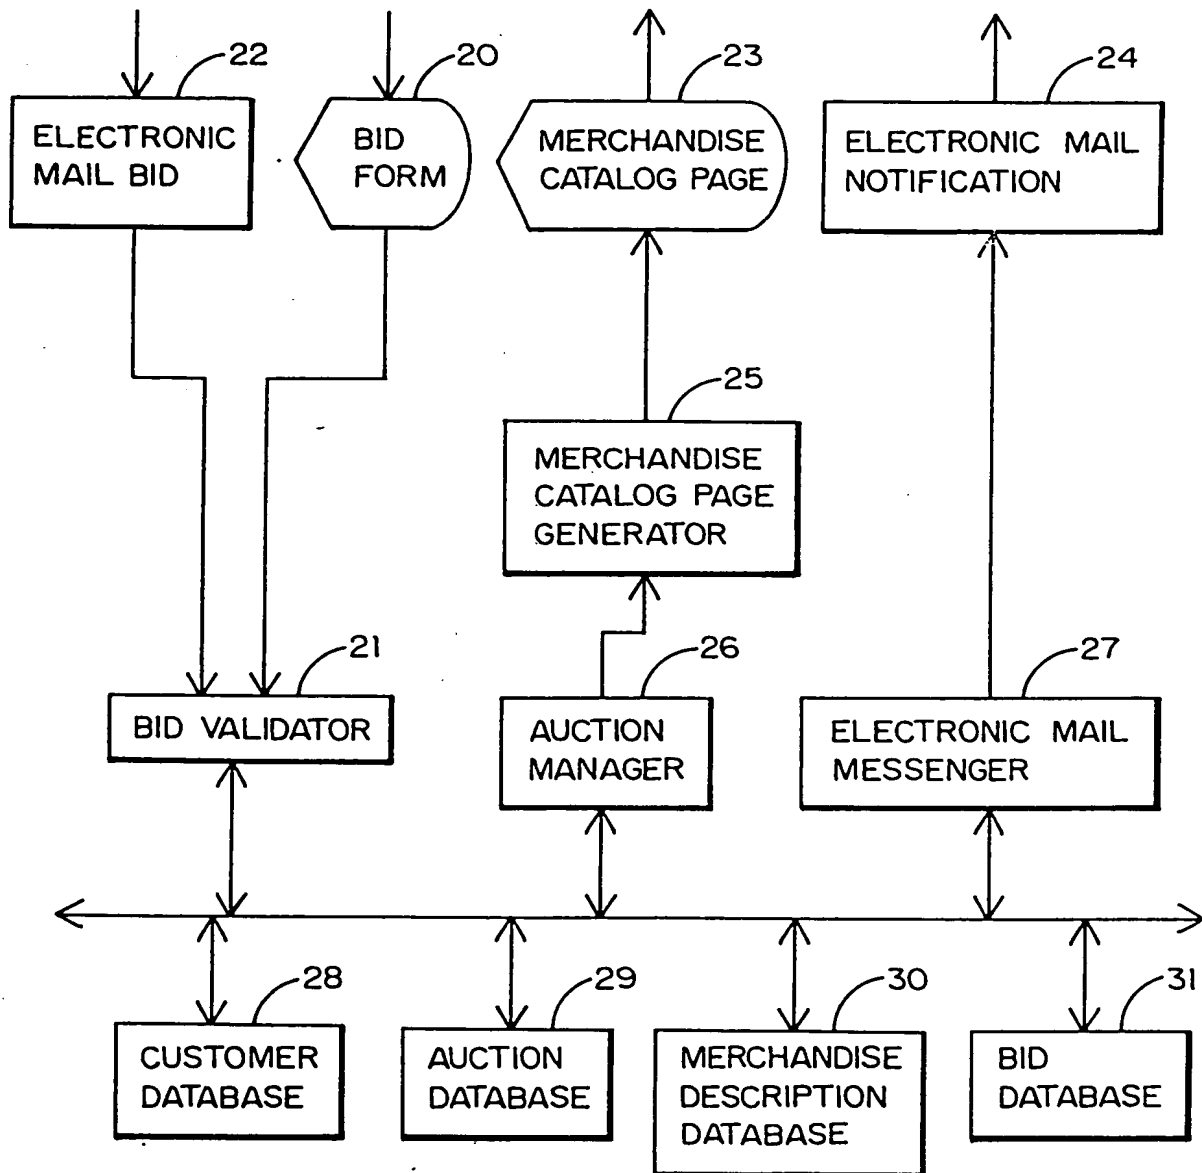 22
20
23
24
ELECTRONIC
MAIL BID
BID
FORM
MERCHANDISE
CATALOG PAGE
ELECTRONIC MAIL
NOTIFICATION
25
MERCHANDISE
CATALOG PAGE
GENERATOR
21
26
27
BID VALIDATOR
AUCTION
MANAGER
ELECTRONIC MAIL
MESSENGER
28
29
30
31
CUSTOMER
DATABASE
AUCTION
DATABASE
MERCHANDISE
DESCRIPTION
DATABASE
BID
DATABASE